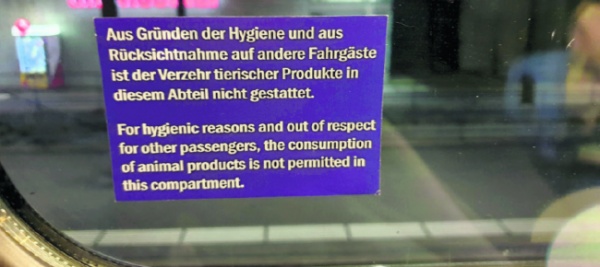 Aus Gründen der Hygiene und aus
Rücksichtnahme auf andere Fahrgäste
ist der Verzehr tierischer Produkte in
diesem Abteil nicht gestattet.
For hygienic reasons and out of respect
for other passengers, the consumption
of animal products is not permitted in
this compartment.